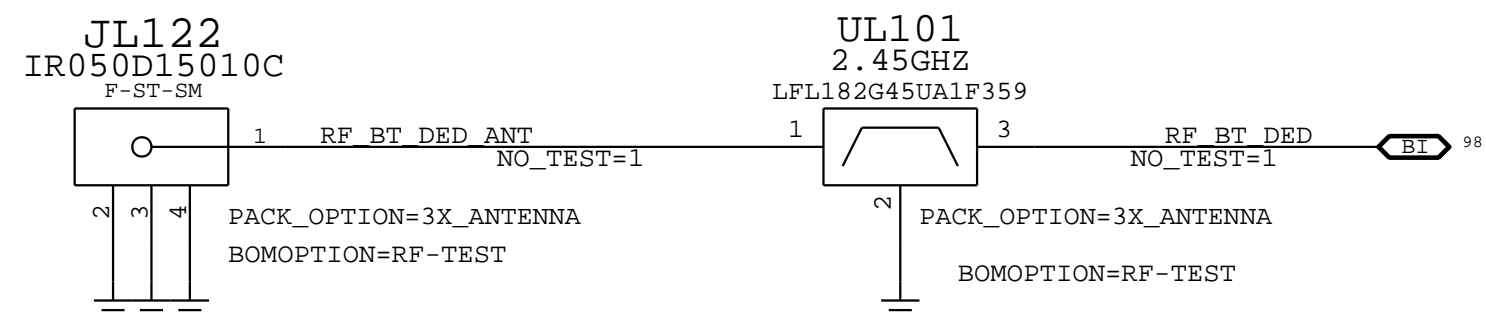 JL122
IR050D15010C
F-ST-SM
1
RF_BT_DED_ANT
NO_TEST=1
2
3
4
PACK_OPTION=3X_ANTENNA
BOMOPTION=RF-TEST
UL101
2.45GHZ
LFL182G45UA1F359
1
3
2
RF_BT_DED
NO_TEST=1
BI
98
PACK_OPTION=3X_ANTENNA
BOMOPTION=RF-TEST